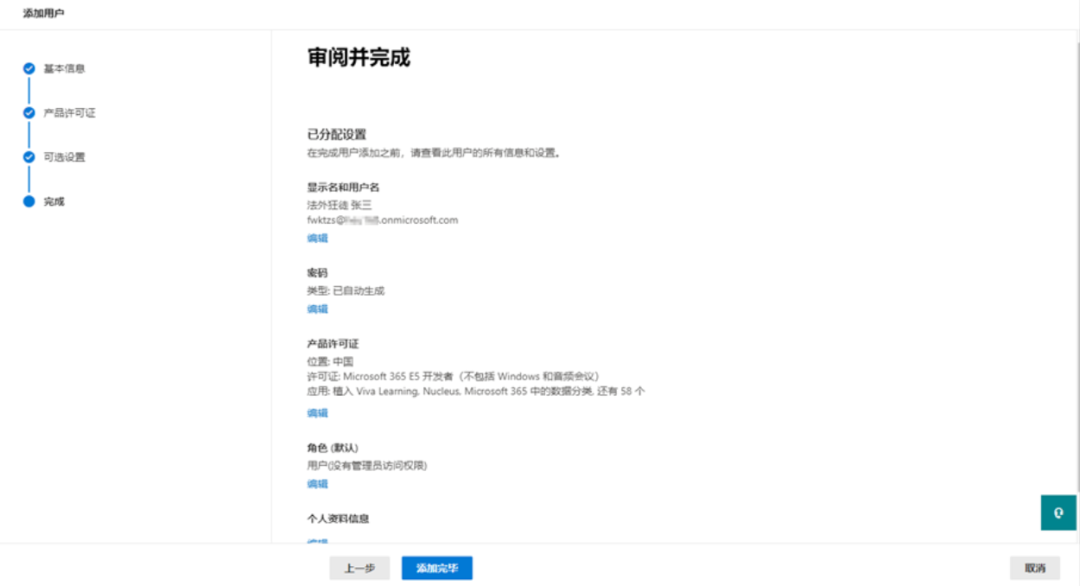 添加用户
基本信息
产品许可证
可选设置
完成
审阅并完成
已分配设置
在完成用户添加之前，请查看此用户的所有信息和设置。
显示名和用户名
法外狂徒 张三
fwktzs@ .onmicrosoft.com
编辑
密码
类型: 已自动生成
编辑
产品许可证
位置: 中国
许可证: Microsoft 365 E5 开发者（不包括 Windows 和音频会议）
应用: 植入 Viva Learning, Nucleus, Microsoft 365 中的数据分类, 还有 58 个
编辑
角色 (默认)
用户(没有管理员访问权限)
编辑
个人资料信息
编辑
上一步
添加完毕
取消